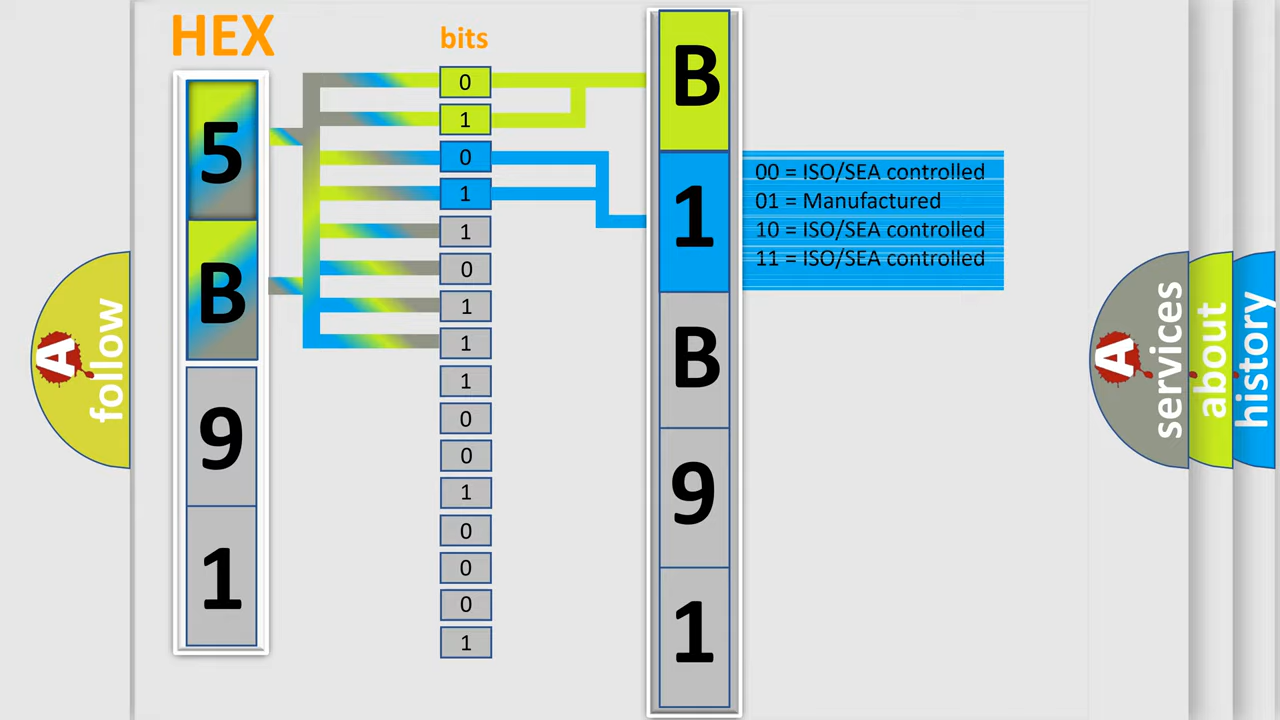 HEX
5
B
9
1
bits
0
1
0
1
1
0
1
1
1
0
0
1
0
0
0
1
B
1
B
9
1
00 = ISO/SEA controlled
01 = Manufactured
10 = ISO/SEA controlled
11 = ISO/SEA controlled
A
follow
A
services
about
history